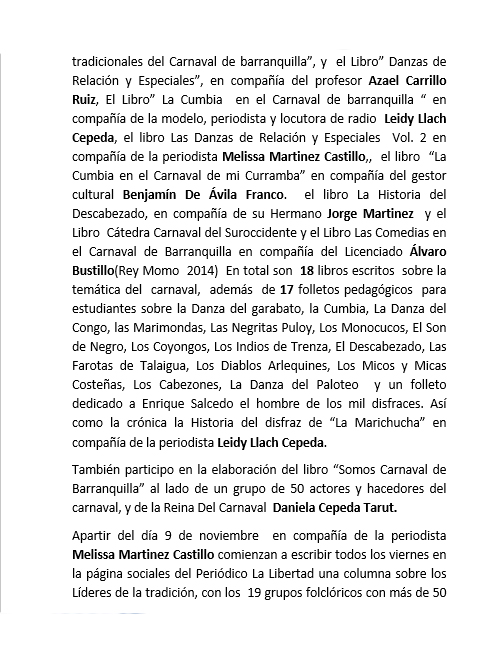 tradicionales del Carnaval de barranquilla”, y el Libro” Danzas de
Relación y Especiales”, en compañía del profesor Azael Carrillo
Ruiz, El Libro” La Cumbia en el Carnaval de barranquilla “ en
compañía de la modelo, periodista y locutora de radio Leidy Llach
Cepeda, el libro Las Danzas de Relación y Especiales Vol. 2 en
compañía de la periodista Melissa Martinez Castillo,, el libro “La
Cumbia en el Carnaval de mi Curramba” en compañía del gestor
cultural Benjamín De Ávila Franco. el libro La Historia del
Descabezado, en compañía de su Hermano Jorge Martinez y el
Libro Cátedra Carnaval del Suroccidente y el Libro Las Comedias en
el Carnaval de Barranquilla en compañía del Licenciado Álvaro
Bustillo(Rey Momo 2014) En total son 18 libros escritos sobre la
temática del carnaval, además de 17 folletos pedagógicos para
estudiantes sobre la Danza del garabato, la Cumbia, La Danza del
Congo, las Marimondas, Las Negritas Puloy, Los Monocucos, El Son
de Negro, Los Coyongos, Los Indios de Trenza, El Descabezado, Las
Farotas de Talaigua, Los Diablos Arlequines, Los Micos y Micas
Costeñas, Los Cabezones, La Danza del Paloteo y un folleto
dedicado a Enrique Salcedo el hombre de los mil disfraces. Así
como la crónica la Historia del disfraz de “La Marichucha” en
compañía de la periodista Leidy Llach Cepeda.
También participo en la elaboración del libro “Somos Carnaval de
Barranquilla” al lado de un grupo de 50 actores y hacedores del
carnaval, y de la Reina Del Carnaval Daniela Cepeda Tarut.
Apartir del día 9 de noviembre en compañía de la periodista
Melissa Martinez Castillo comienzan a escribir todos los viernes en
la página sociales del Periódico La Libertad una columna sobre los
Líderes de la tradición, con los 19 grupos folclóricos con más de 50